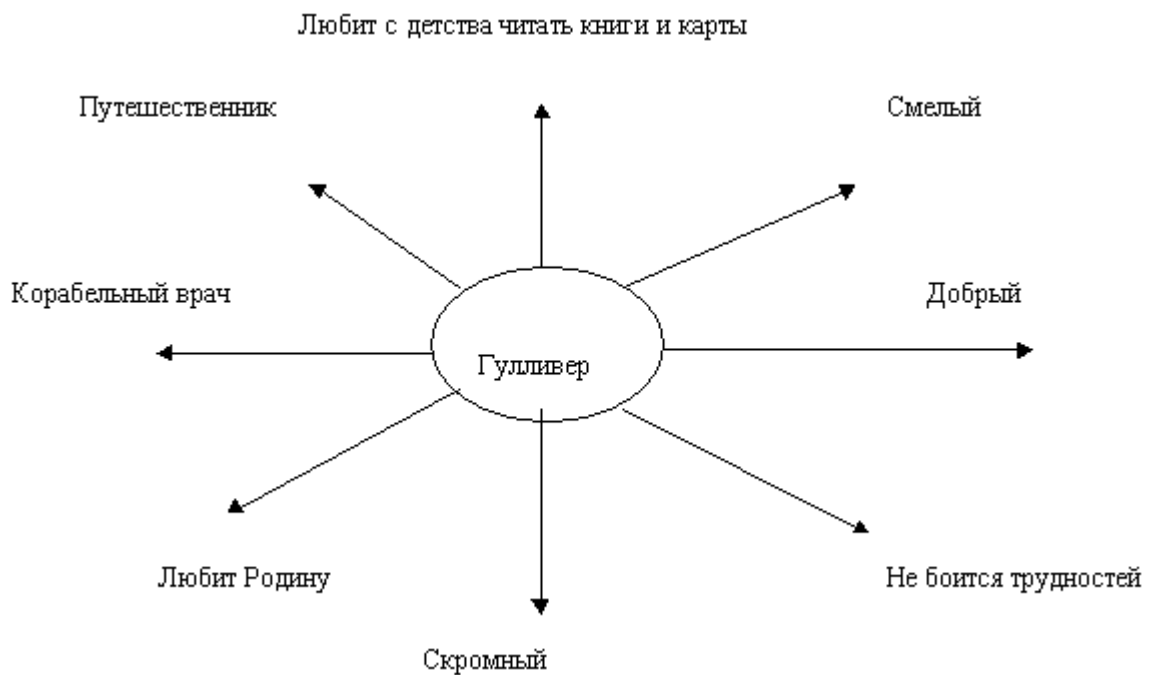 Любит с детства читать книги и карты
Путешественник
Смелый
Корабельный врач
Добрый
Гулливер
Любит Родину
Не боится трудностей
Скромный